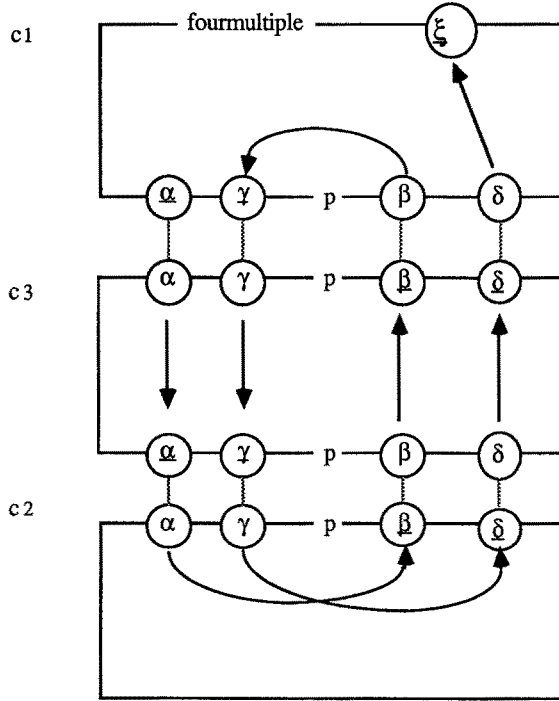 c1 fourmultiple ξ
α γ p β δ
c3 α γ p β δ
α γ p β δ
c2 α γ p β δ